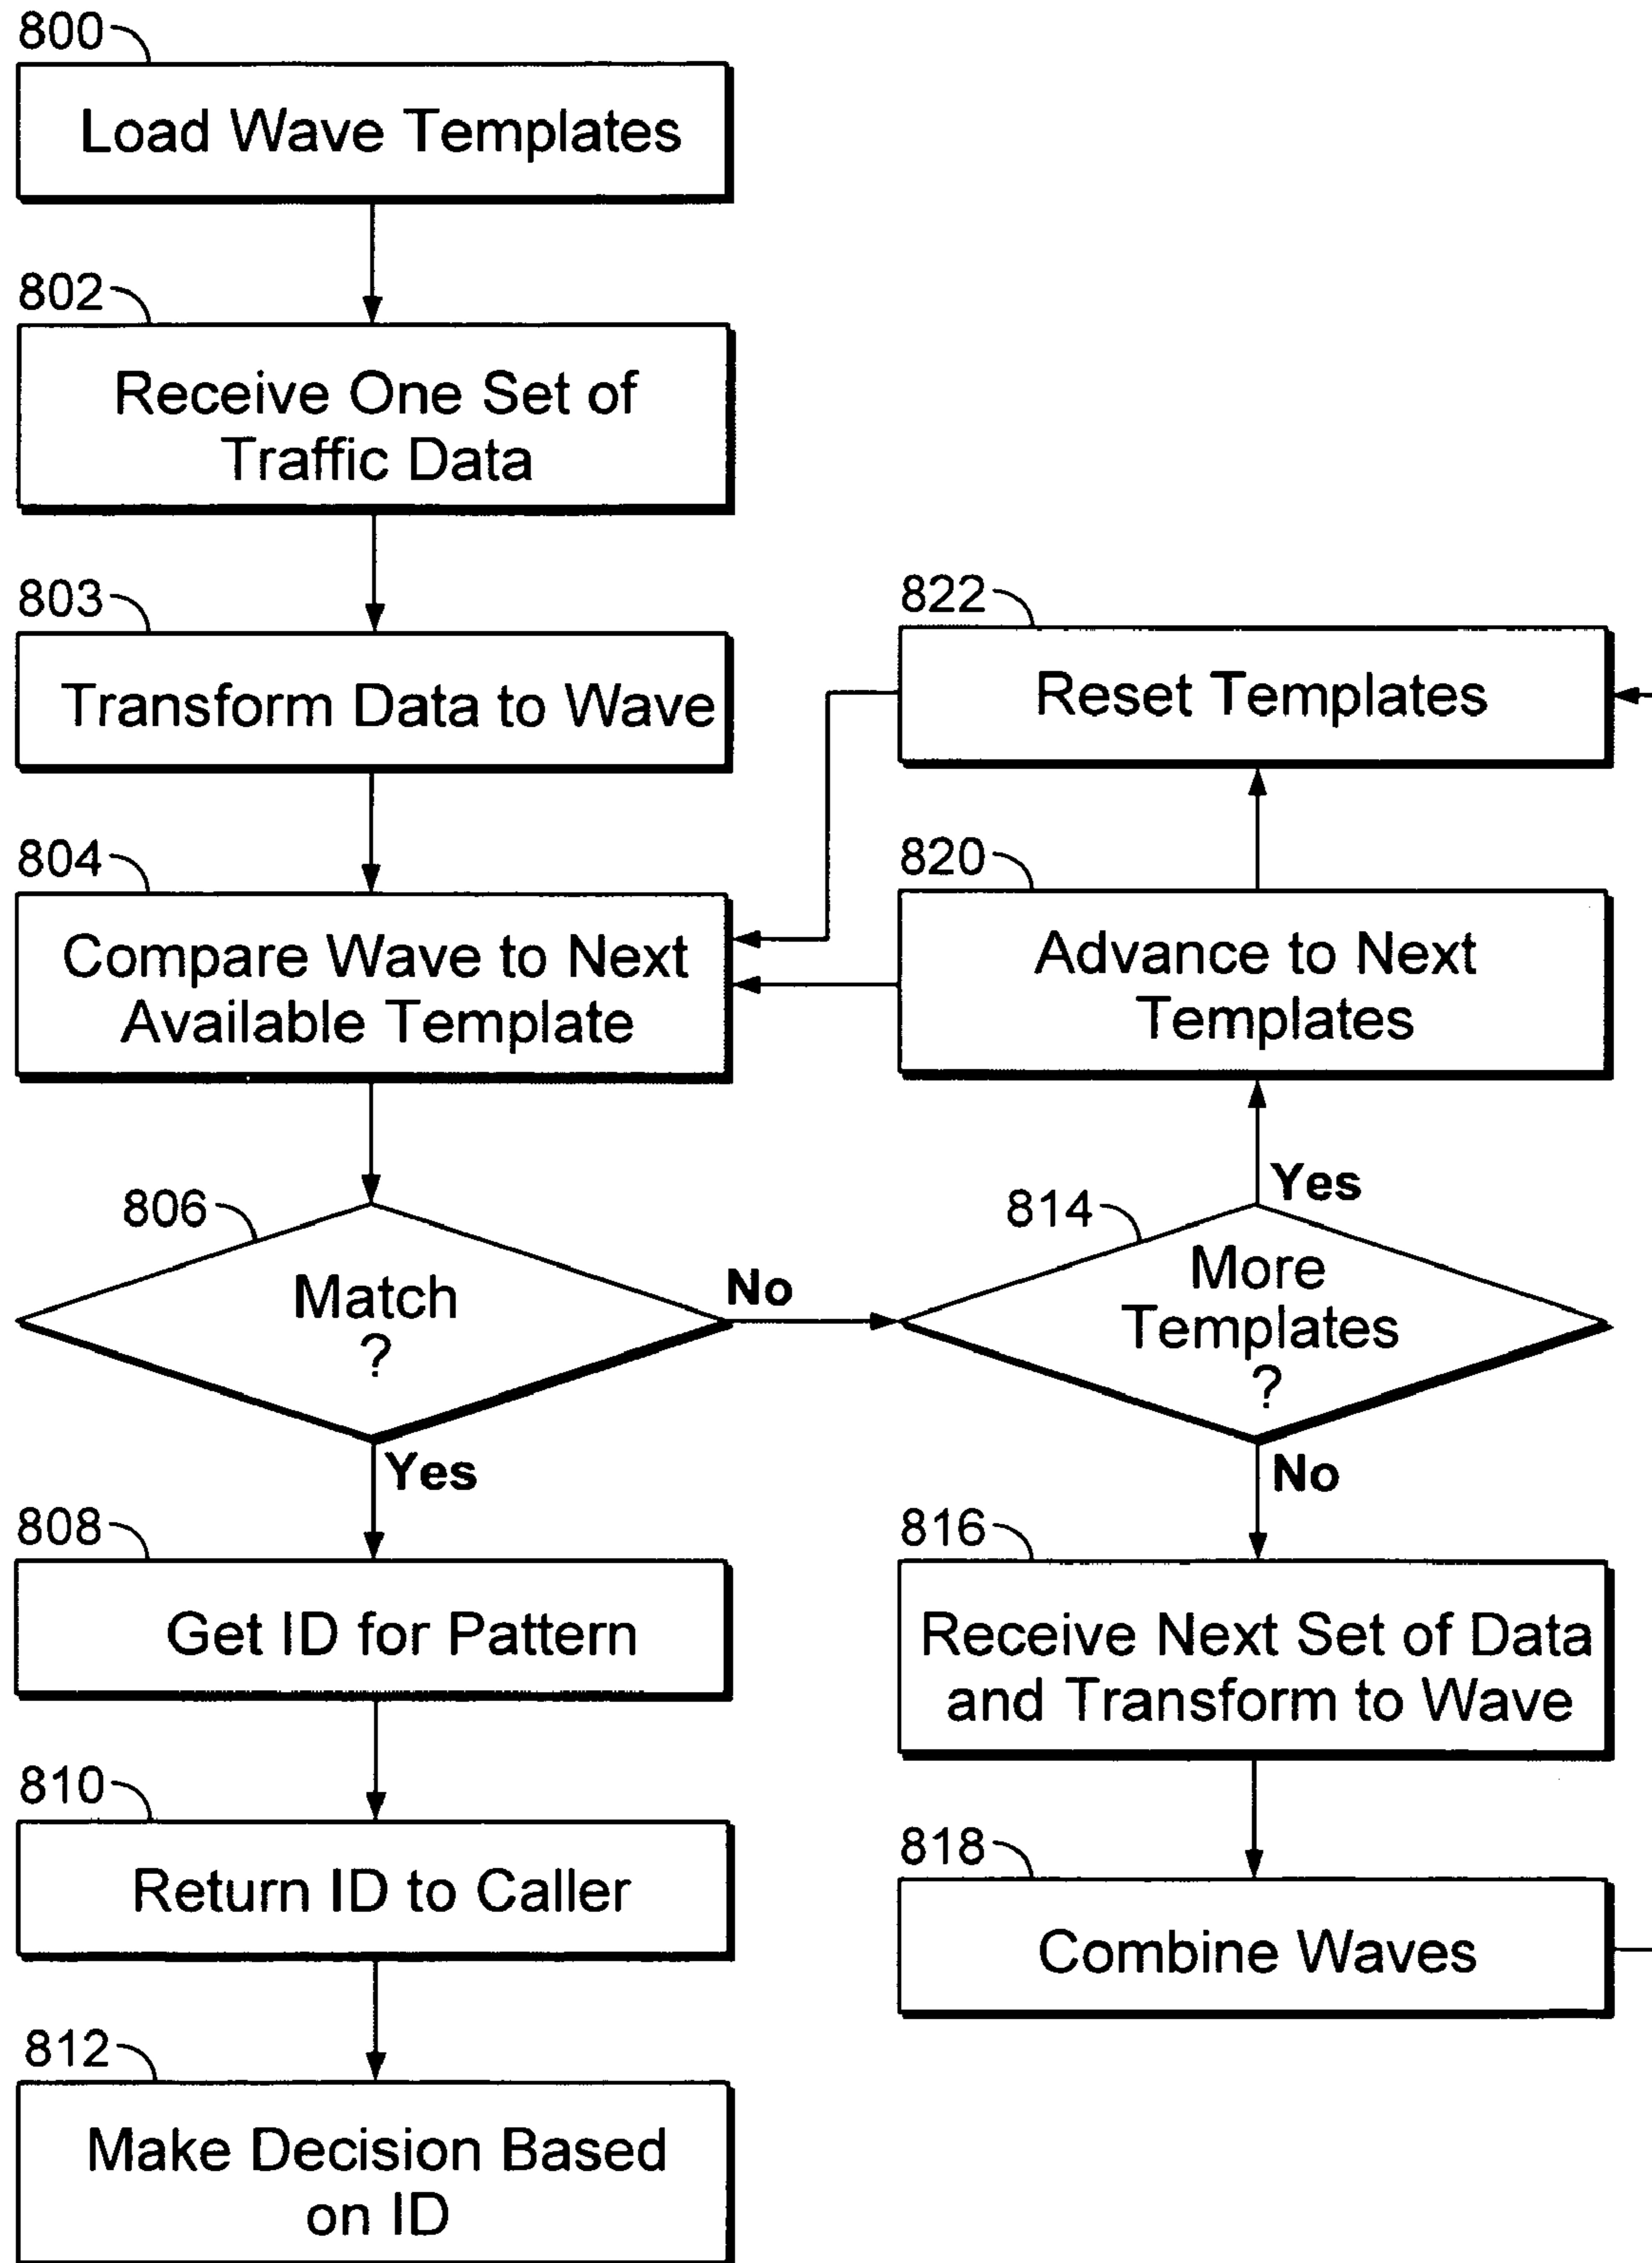 800
Load Wave Templates
802
Receive One Set of
Traffic Data
803
Transform Data to Wave
804
Compare Wave to Next
Available Template
806
Match
?
No
Yes
808
Get ID for Pattern
810
Return ID to Caller
812
Make Decision Based
on ID
822
Reset Templates
820
Advance to Next
Templates
Yes
814
More
Templates
?
No
816
Receive Next Set of Data
and Transform to Wave
818
Combine Waves